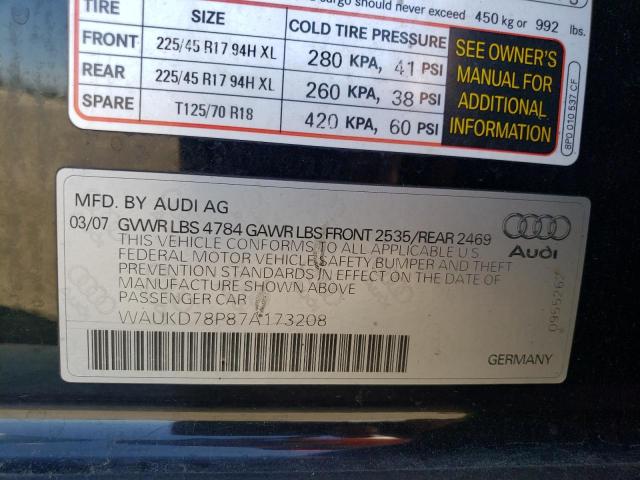 cargo should never exceed 450 kg or 992 lbs.
TIRE SIZE COLD TIRE PRESSURE
FRONT 225/45 R17 94H XL 280 KPA, 41 PSI
REAR 225/45 R17 94H XL 260 KPA, 38 PSI
SPARE T125/70 R18 420 KPA, 60 PSI
SEE OWNER'S
MANUAL FOR
ADDITIONAL
INFORMATION
8P0 010 537 CF
MFD. BY AUDI AG
03/07 GVWR LBS 4784 GAWR LBS FRONT 2535/REAR 2469
THIS VEHICLE CONFORMS TO ALL APPLICABLE U.S
FEDERAL MOTOR VEHICLE SAFETY, BUMPER AND THEFT
PREVENTION STANDARDS IN EFFECT ON THE DATE OF
MANUFACTURE SHOWN ABOVE
PASSENGER CAR
WAUKD78P87A173208
Audi
0955262
GERMANY